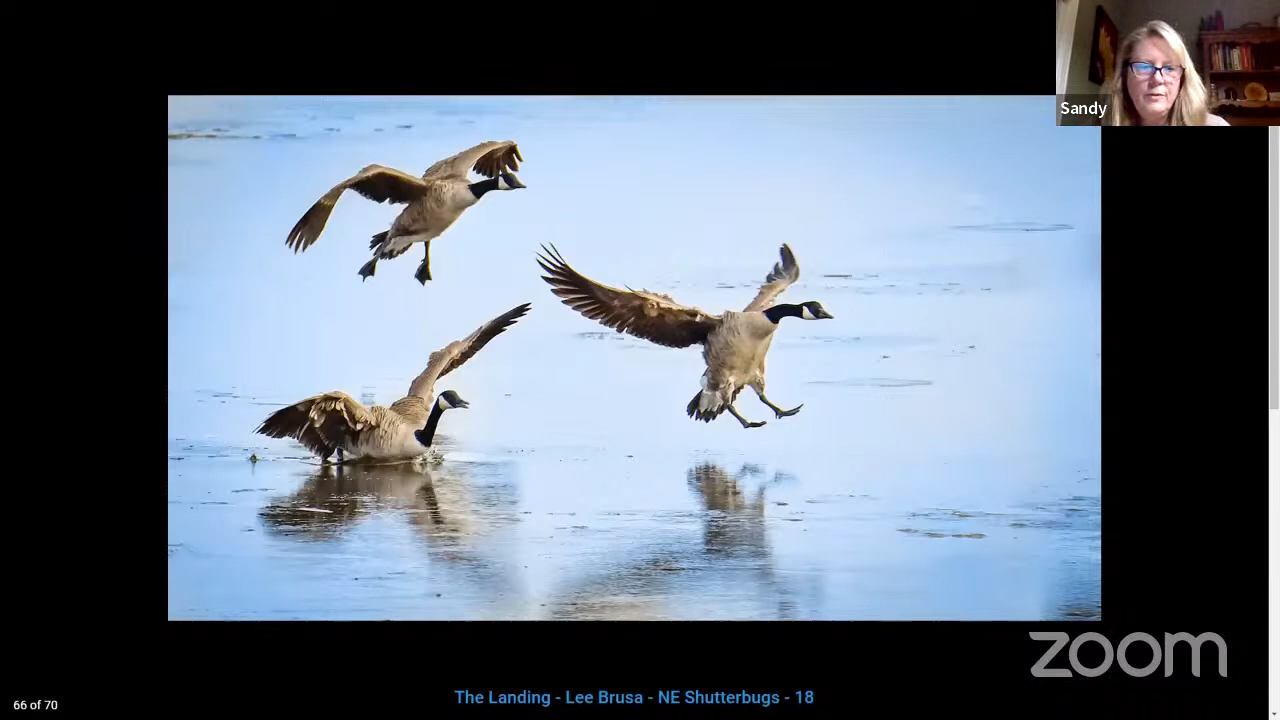 Sandy
zoom
The Landing - Lee Brusa - NE Shutterbugs - 18
66 of 70